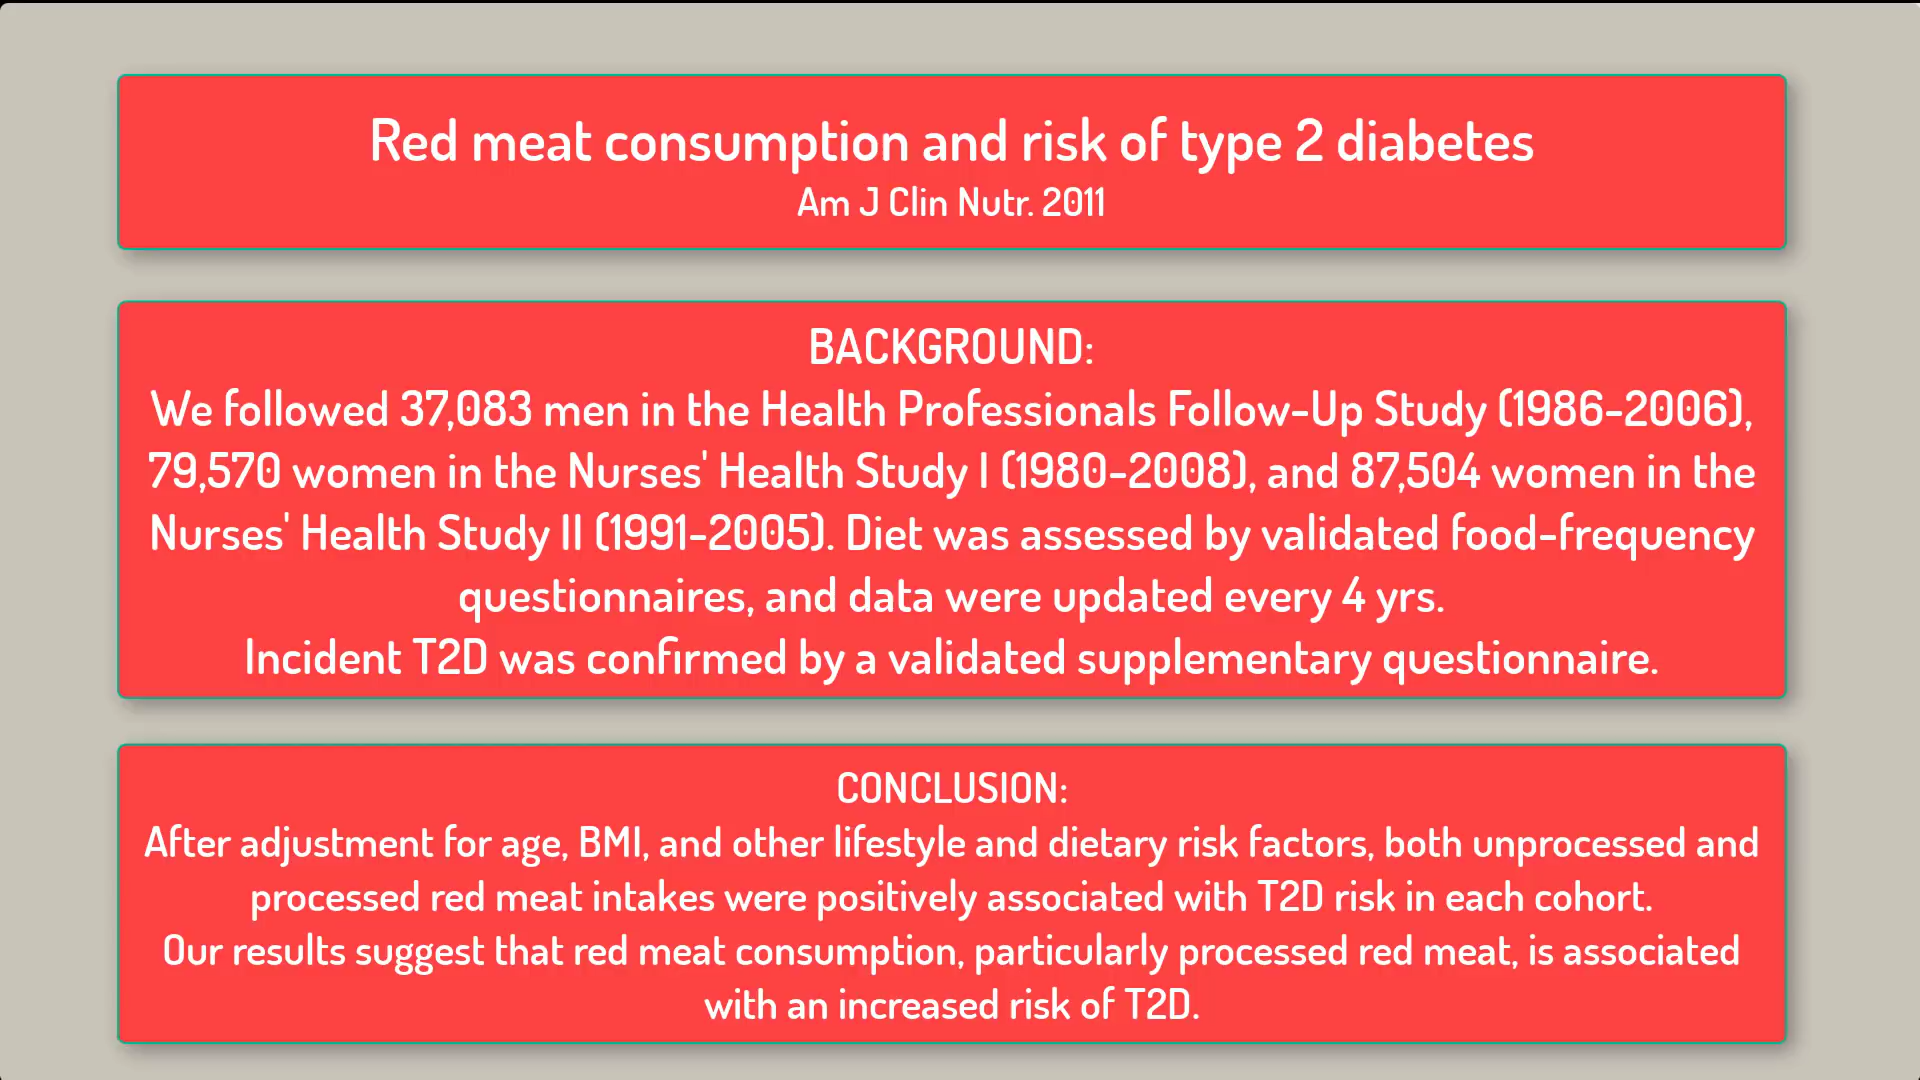 Red meat consumption and risk of type 2 diabetes
Am J Clin Nutr. 2011
BACKGROUND:
We followed 37,083 men in the Health Professionals Follow-Up Study (1986-2006),
79,570 women in the Nurses' Health Study I (1980-2008), and 87,504 women in the
Nurses' Health Study II (1991-2005). Diet was assessed by validated food-frequency
questionnaires, and data were updated every 4 yrs.
Incident T2D was confirmed by a validated supplementary questionnaire.
CONCLUSION:
After adjustment for age, BMI, and other lifestyle and dietary risk factors, both unprocessed and
processed red meat intakes were positively associated with T2D risk in each cohort.
Our results suggest that red meat consumption, particularly processed red meat, is associated
with an increased risk of T2D.